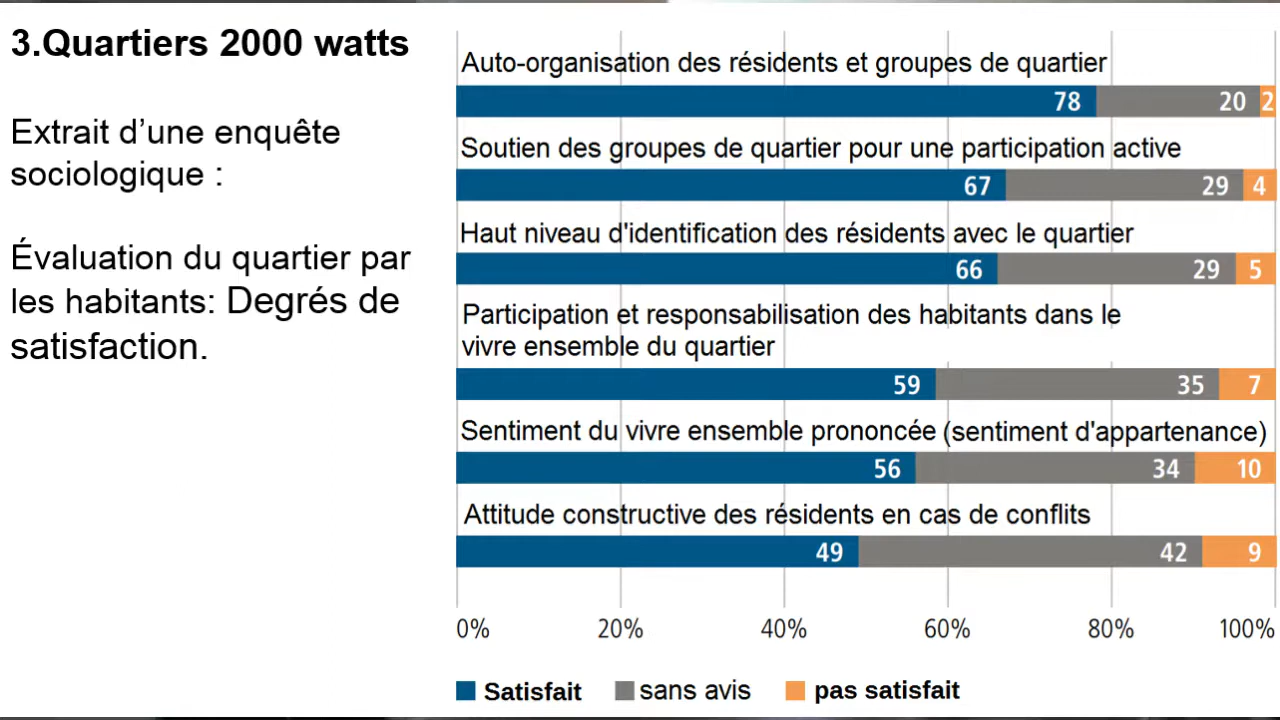 3.Quartiers 2000 watts
Extrait d’une enquête
sociologique :
Évaluation du quartier par
les habitants: Degrés de
satisfaction.
Auto-organisation des résidents et groupes de quartier
78 20 2
Soutien des groupes de quartier pour une participation active
67 29 4
Haut niveau d'identification des résidents avec le quartier
66 29 5
Participation et responsabilisation des habitants dans le
vivre ensemble du quartier
59 35 7
Sentiment du vivre ensemble prononcée (sentiment d'appartenance)
56 34 10
Attitude constructive des résidents en cas de conflits
49 42 9
0% 20% 40% 60% 80% 100%
Satisfait sans avis pas satisfait